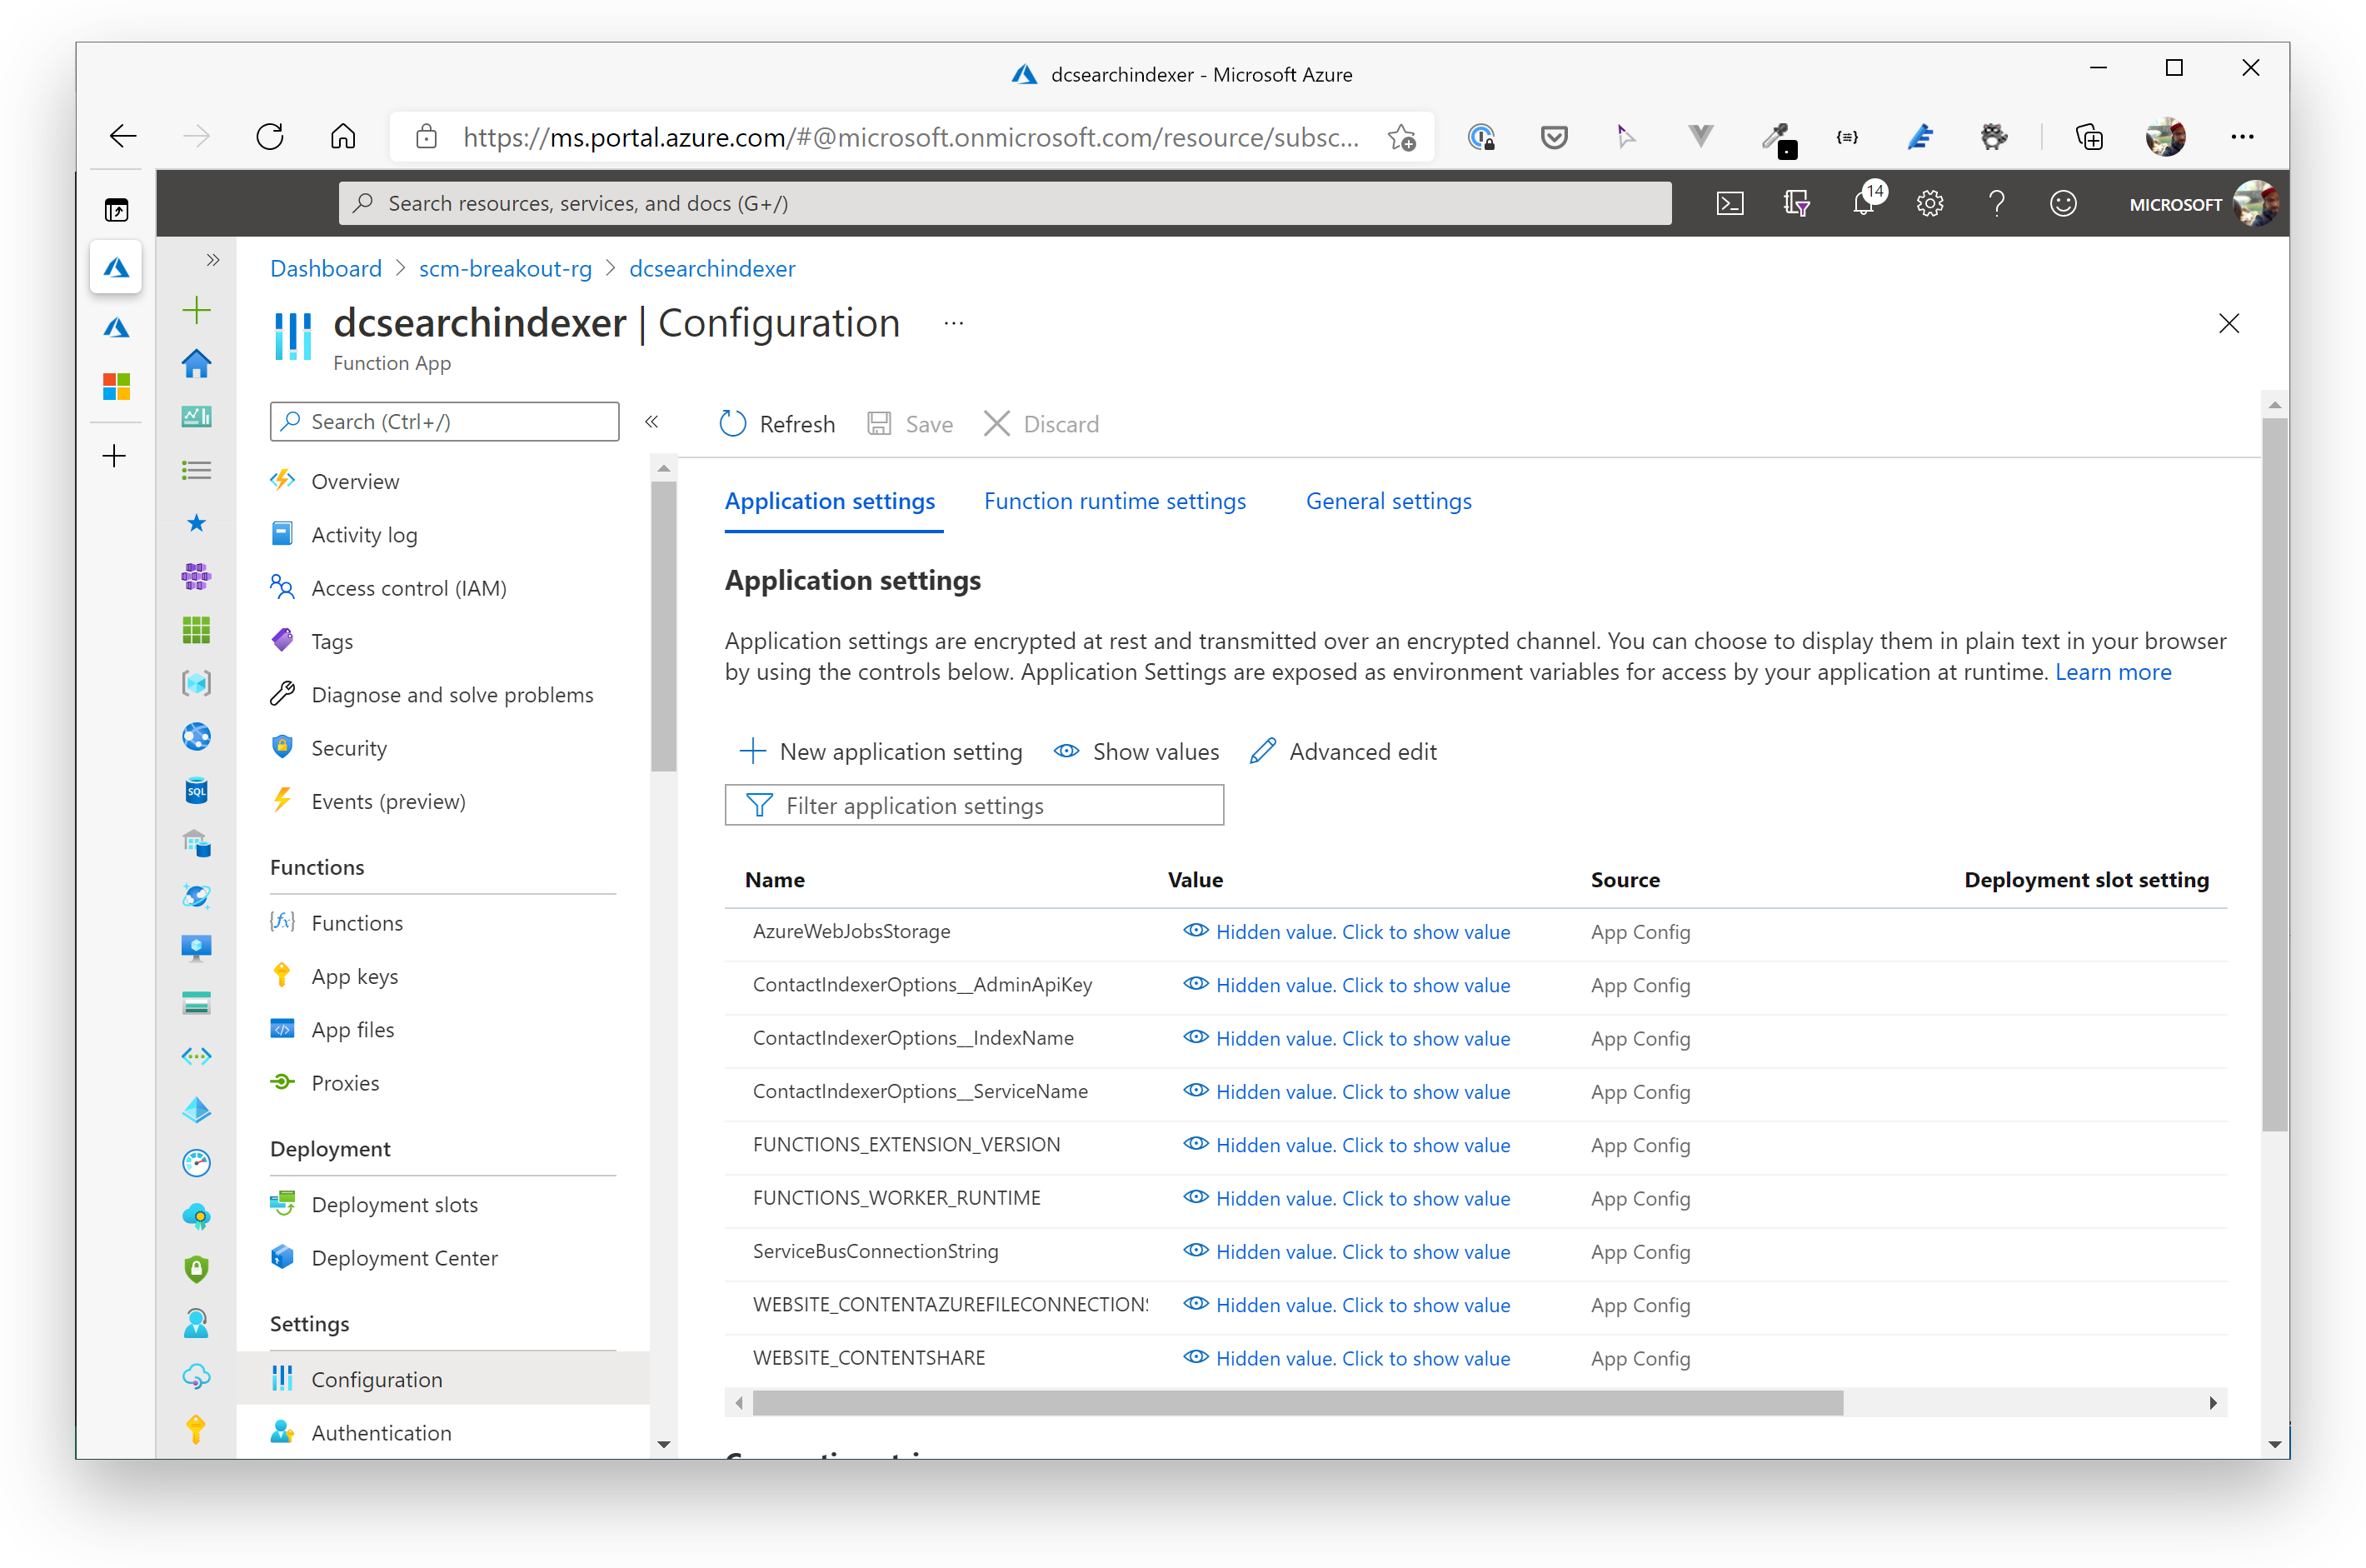 dcsearchindexer - Microsoft Azure
https://ms.portal.azure.com/#@microsoft.onmicrosoft.com/resource/subsc...
Search resources, services, and docs (G+/)
14
MICROSOFT
Dashboard > scm-breakout-rg > dcsearchindexer
dcsearchindexer | Configuration ...
Function App
Search (Ctrl+/)
Overview
Activity log
Access control (IAM)
Tags
Diagnose and solve problems
Security
Events (preview)
Functions
Functions
App keys
App files
Proxies
Deployment
Deployment slots
Deployment Center
Settings
Configuration
Authentication
Refresh Save Discard
Application settings Function runtime settings General settings
Application settings
Application settings are encrypted at rest and transmitted over an encrypted channel. You can choose to display them in plain text in your browser
by using the controls below. Application Settings are exposed as environment variables for access by your application at runtime. Learn more
New application setting Show values Advanced edit
Filter application settings
Name Value Source Deployment slot setting
AzureWebJobsStorage Hidden value. Click to show value App Config
ContactIndexerOptions__AdminApiKey Hidden value. Click to show value App Config
ContactIndexerOptions__IndexName Hidden value. Click to show value App Config
ContactIndexerOptions__ServiceName Hidden value. Click to show value App Config
FUNCTIONS_EXTENSION_VERSION Hidden value. Click to show value App Config
FUNCTIONS_WORKER_RUNTIME Hidden value. Click to show value App Config
ServiceBusConnectionString Hidden value. Click to show value App Config
WEBSITE_CONTENTAZUREFILECONNECTIONS Hidden value. Click to show value App Config
WEBSITE_CONTENTSHARE Hidden value. Click to show value App Config